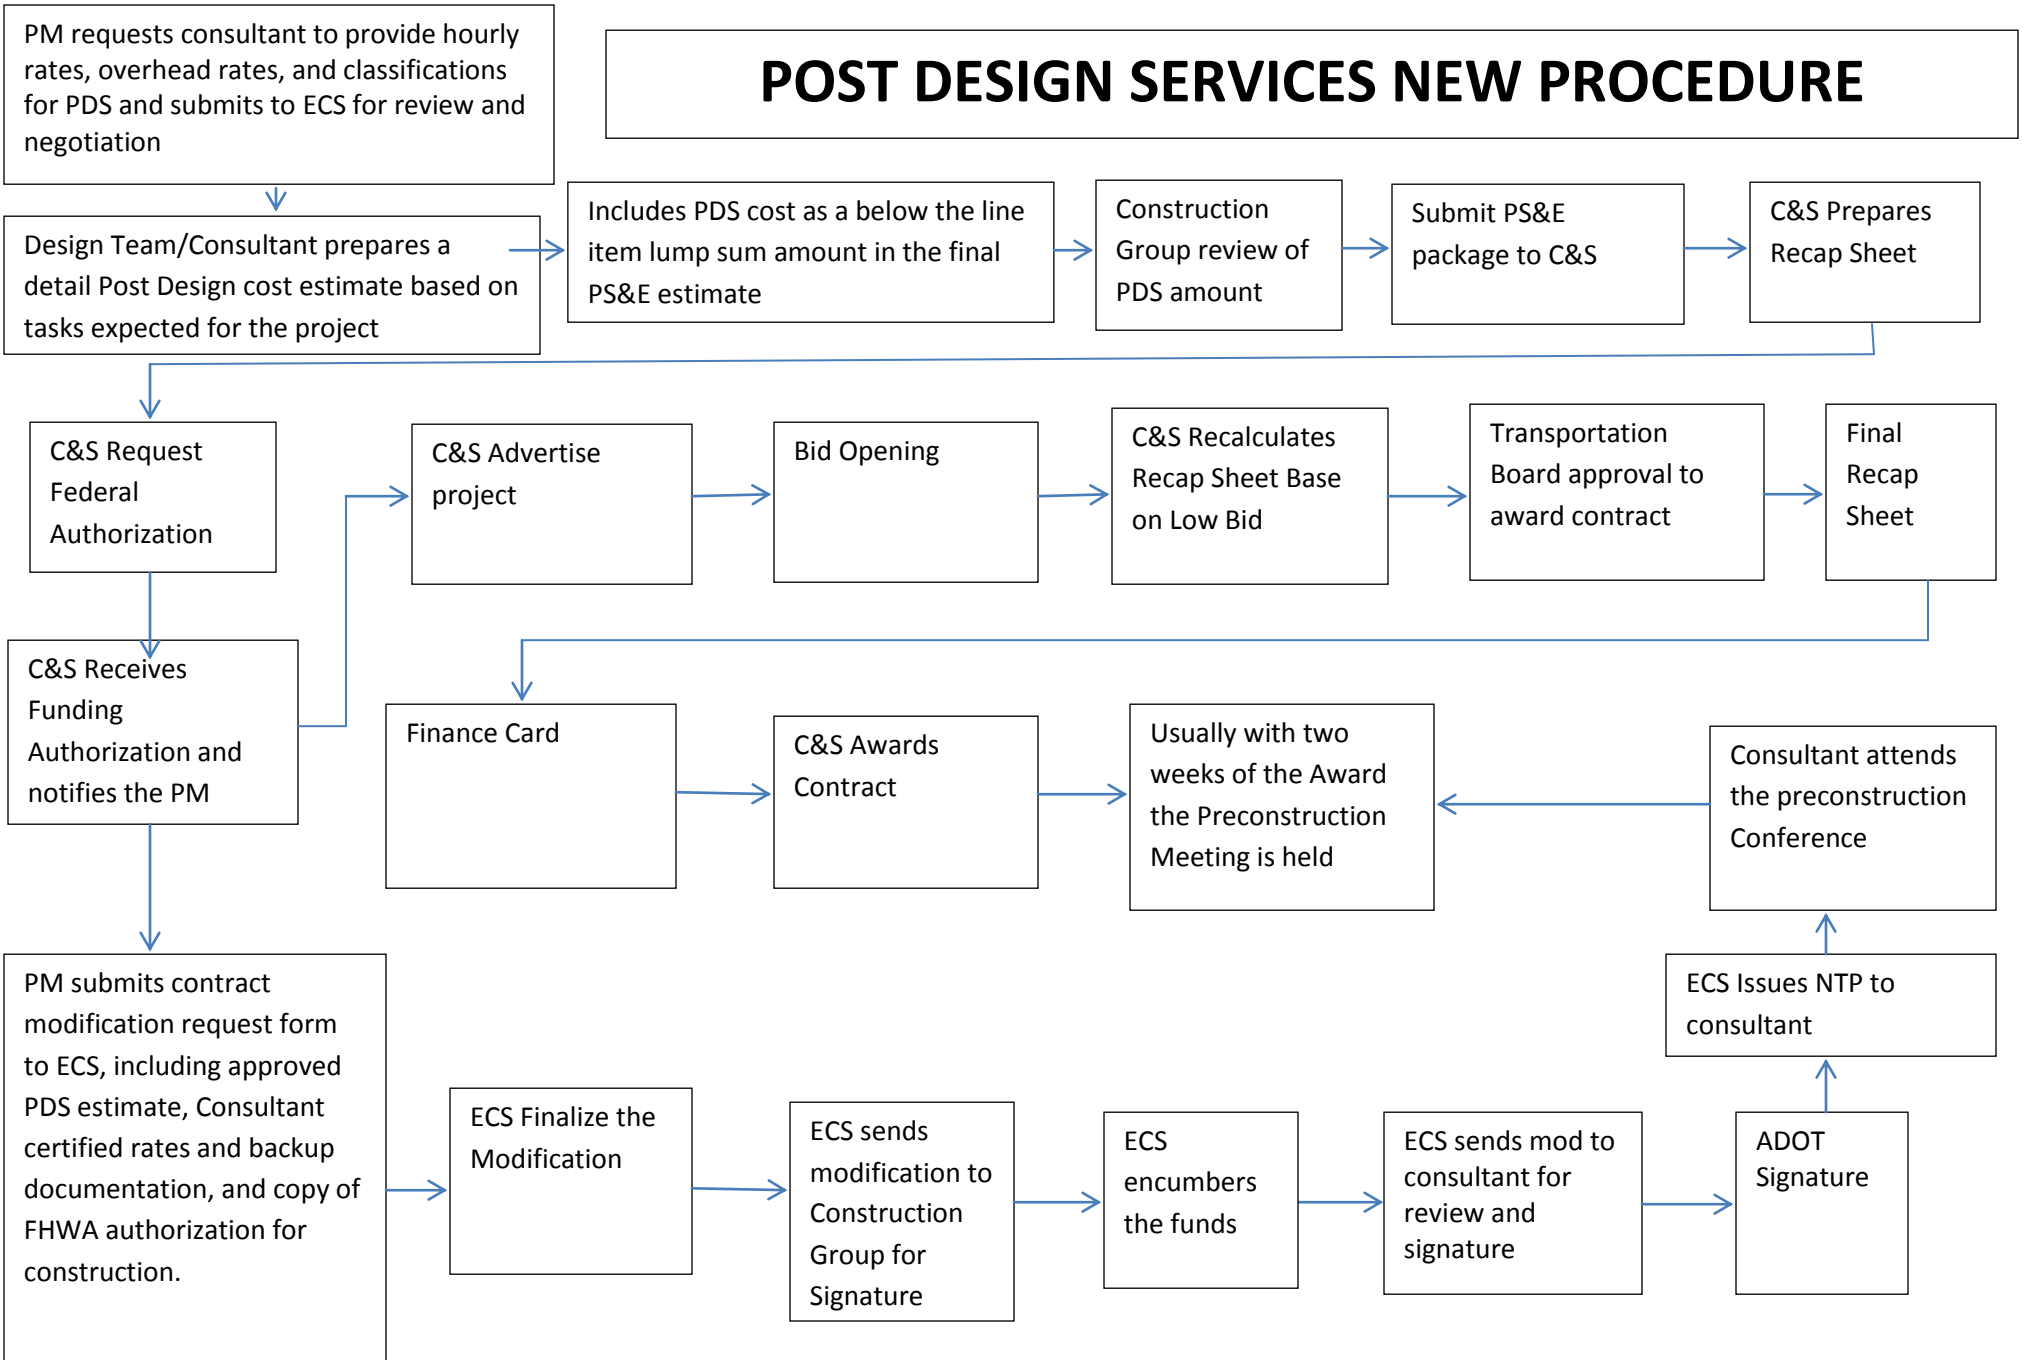 PM requests consultant to provide hourly
rates, overhead rates, and classifications
for PDS and submits to ECS for review and
negotiation
POST DESIGN SERVICES NEW PROCEDURE
Design Team/Consultant prepares a
detail Post Design cost estimate based on
tasks expected for the project
Includes PDS cost as a below the line
item lump sum amount in the final
PS&E estimate
Construction
Group review of
PDS amount
Submit PS&E
package to C&S
C&S Prepares
Recap Sheet
C&S Request
Federal
Authorization
C&S Advertise
project
Bid Opening
C&S Recalculates
Recap Sheet Base
on Low Bid
Transportation
Board approval to
award contract
Final
Recap
Sheet
C&S Receives
Funding
Authorization and
notifies the PM
Finance Card
C&S Awards
Contract
Usually with two
weeks of the Award
the Preconstruction
Meeting is held
Consultant attends
the preconstruction
Conference
PM submits contract
modification request form
to ECS, including approved
PDS estimate, Consultant
certified rates and backup
documentation, and copy of
FHWA authorization for
construction.
ECS Finalize the
Modification
ECS sends
modification to
Construction
Group for
Signature
ECS
encumbers
the funds
ECS sends mod to
consultant for
review and
signature
ADOT
Signature
ECS Issues NTP to
consultant